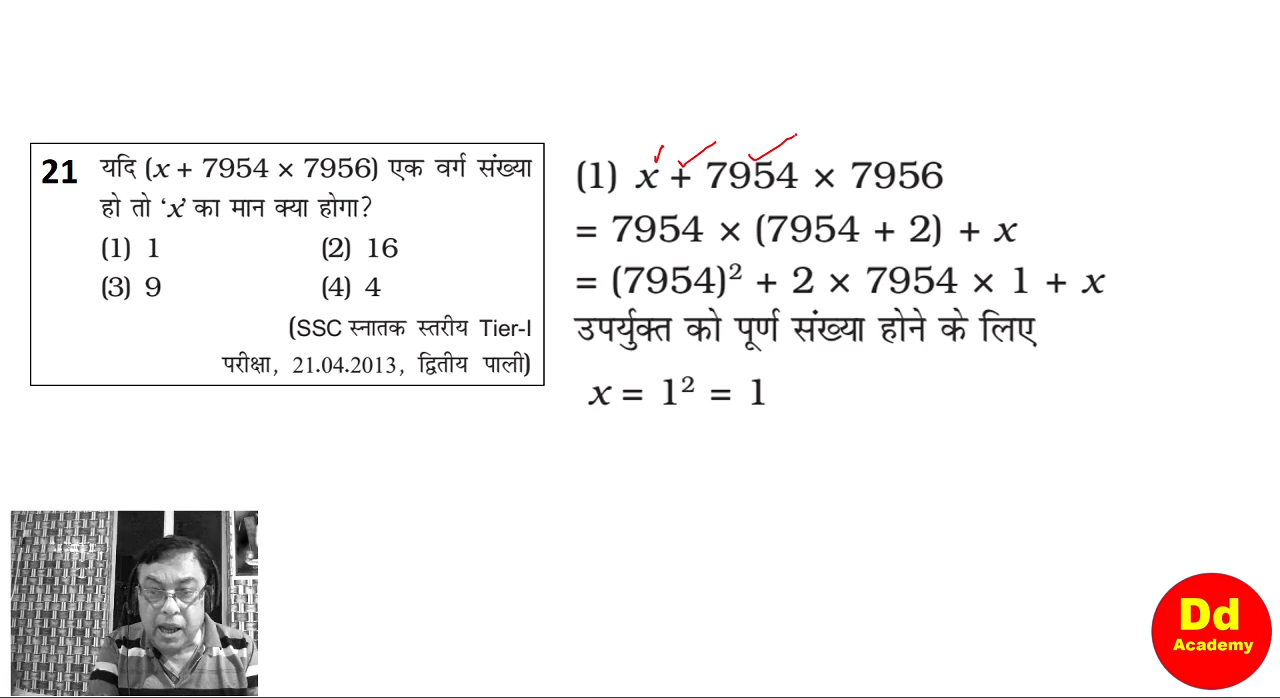 21 यदि (x + 7954 × 7956) एक वर्ग संख्या
हो तो ‘x’ का मान क्या होगा?
(1) 1 (2) 16
(3) 9 (4) 4
(SSC स्नातक स्तरीय Tier-I
परीक्षा, 21.04.2013, द्वितीय पाली)
(1) x + 7954 × 7956
= 7954 × (7954 + 2) + x
= (7954)² + 2 × 7954 × 1 + x
उपर्युक्त को पूर्ण संख्या होने के लिए
x = 1² = 1
Dd
Academy